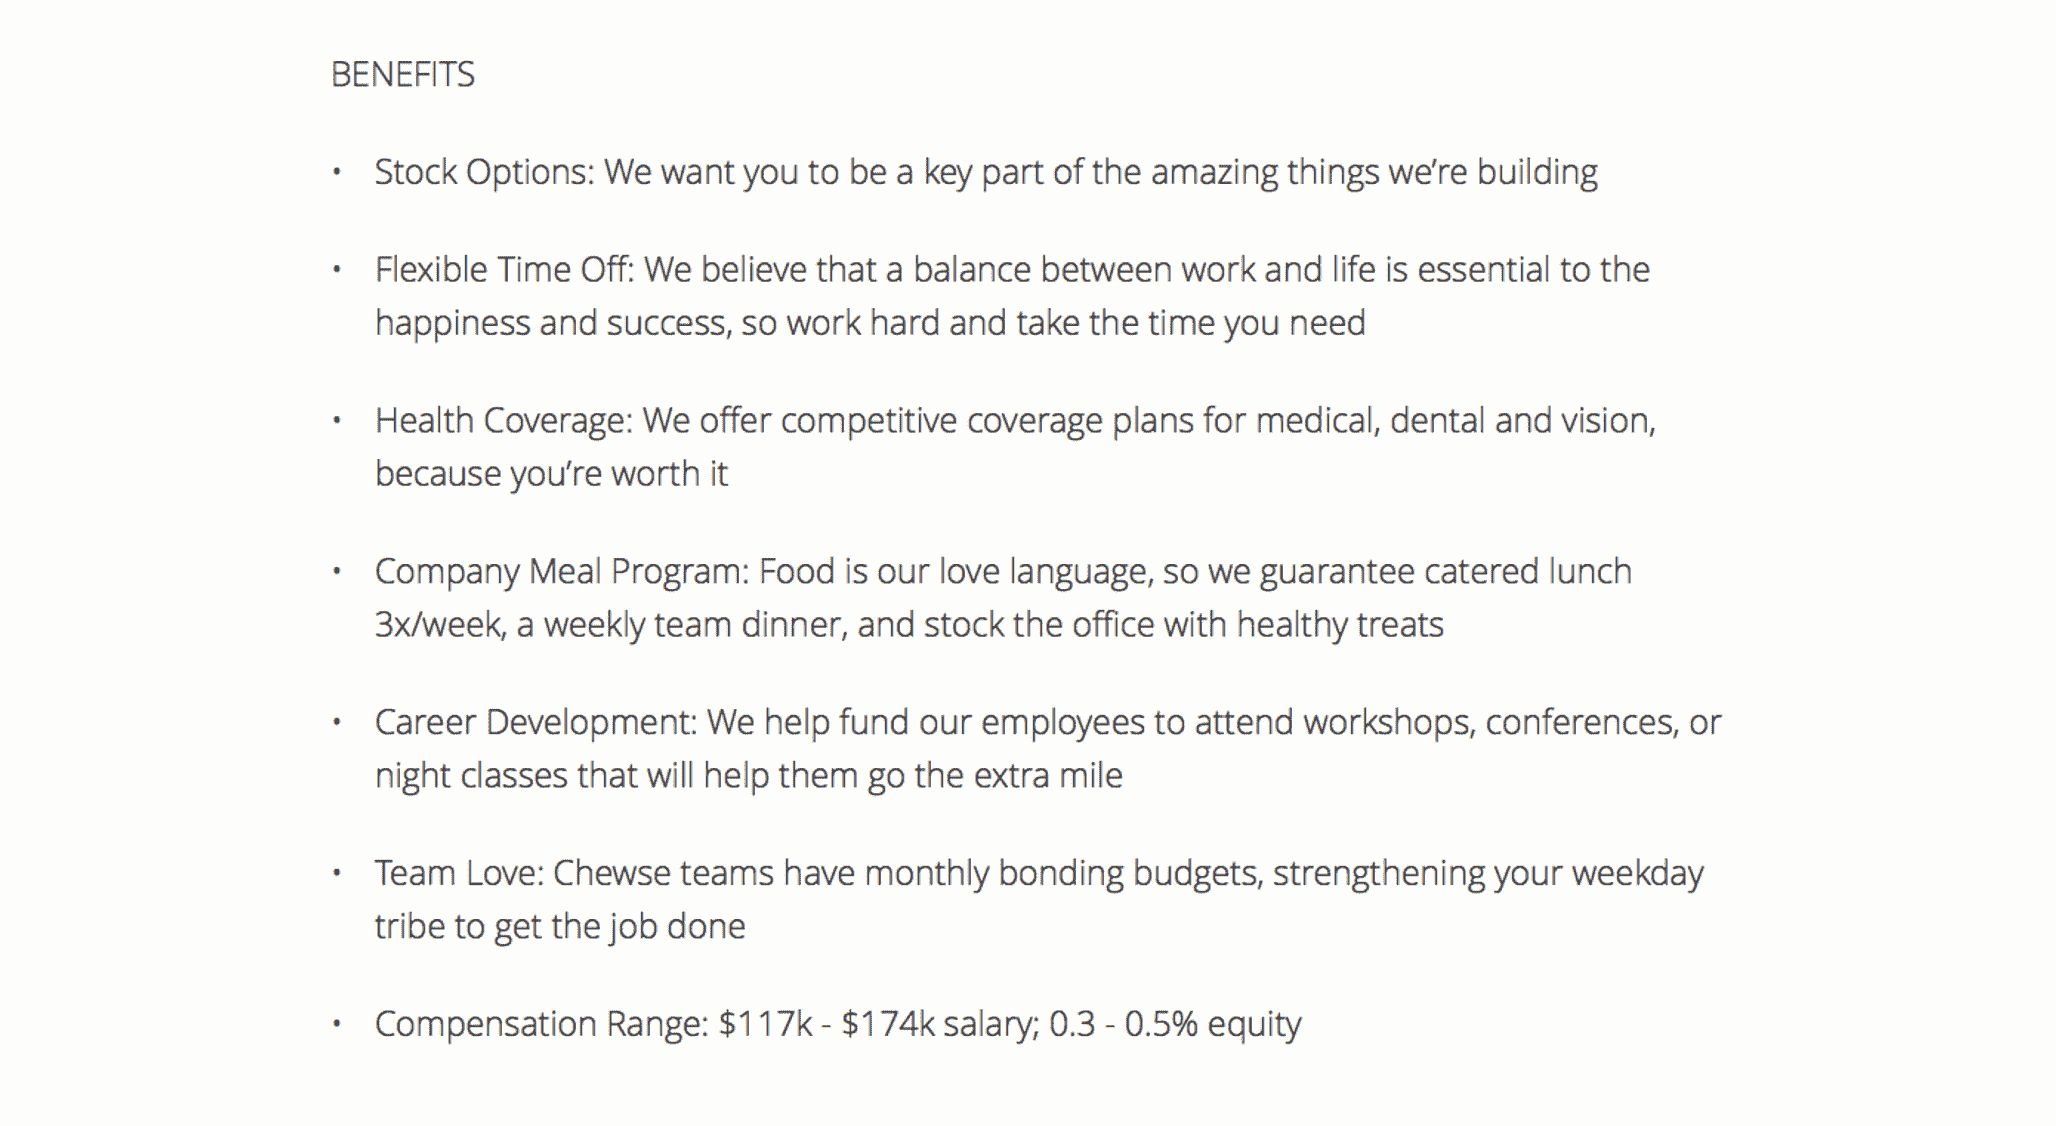 BENEFITS
• Stock Options: We want you to be a key part of the amazing things we’re building
• Flexible Time Off: We believe that a balance between work and life is essential to the
happiness and success, so work hard and take the time you need
• Health Coverage: We offer competitive coverage plans for medical, dental and vision,
because you’re worth it
• Company Meal Program: Food is our love language, so we guarantee catered lunch
3x/week, a weekly team dinner, and stock the office with healthy treats
• Career Development: We help fund our employees to attend workshops, conferences, or
night classes that will help them go the extra mile
• Team Love: Chewse teams have monthly bonding budgets, strengthening your weekday
tribe to get the job done
• Compensation Range: $117k - $174k salary; 0.3 - 0.5% equity